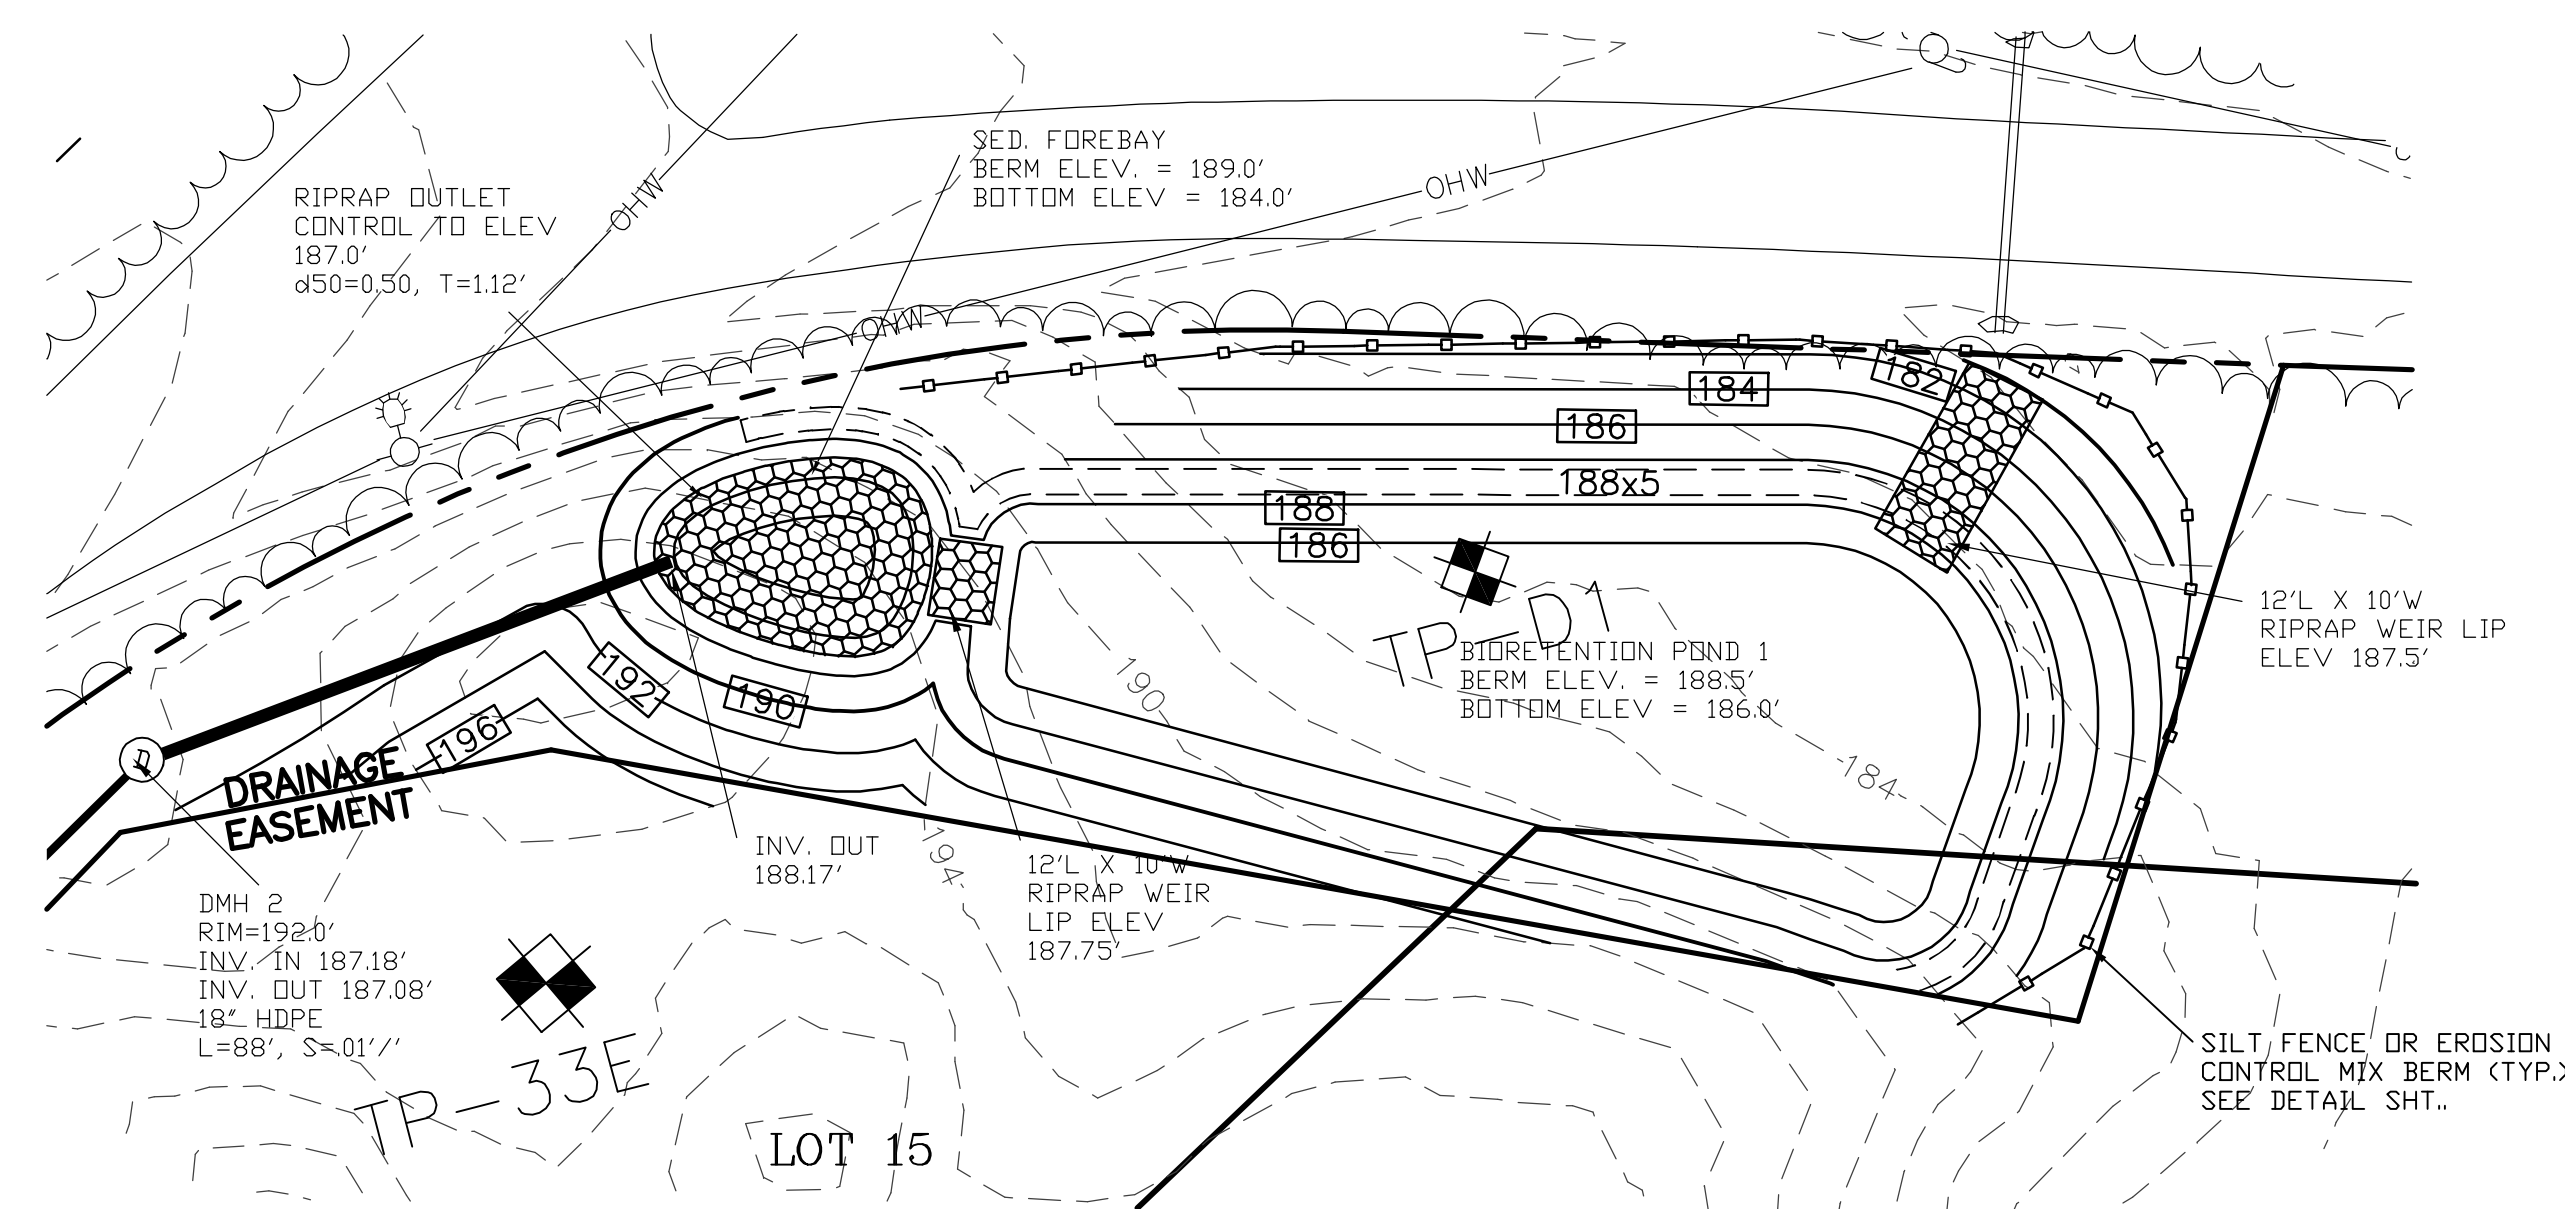 SED. FOREBAY
BERM ELEV. = 189.0'
BOTTOM ELEV = 184.0'
RIPRAP OUTLET
CONTROL TO ELEV
187.0'
d50=0.50, T=1.12'
OHW
OHW
OHW
182
184
186
188x5
188
186
12'L X 10'W
RIPRAP WEIR LIP
ELEV 187.5'
TP-D1
BIORETENTION POND 1
BERM ELEV. = 188.5'
BOTTOM ELEV = 186.0'
192
190
196
190
184
194
D
DRAINAGE
EASEMENT
INV. OUT
188.17'
12'L X 10'W
RIPRAP WEIR
LIP ELEV
187.75'
DMH 2
RIM=192.0'
INV. IN 187.18'
INV. OUT 187.08'
18" HDPE
L=88', S=.01'/'
TP-33E
LOT 15
SILT FENCE OR EROSION
CONTROL MIX BERM (TYP.)
SEE DETAIL SHT..